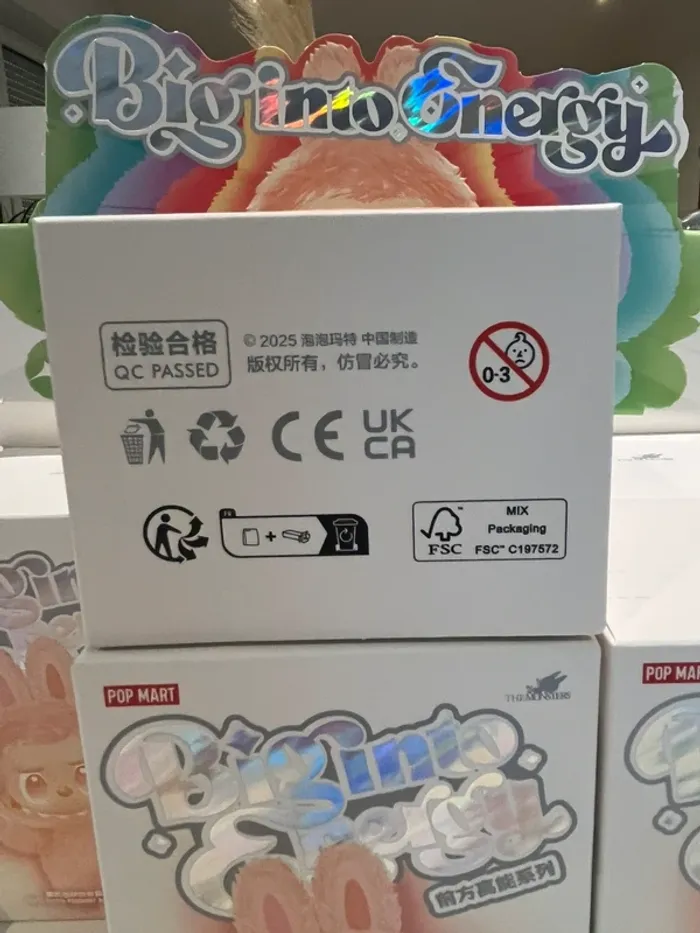 Big into Energy
检验合格
QC PASSED
© 2025 泡泡玛特 中国制造
版权所有，仿冒必究。
0-3
CE
UK
CA
FR
+
MIX
Packaging
FSC™ C197572
FSC
POP MART
THE MONSTERS
Big into
Energy
前方高能系列
POP MA